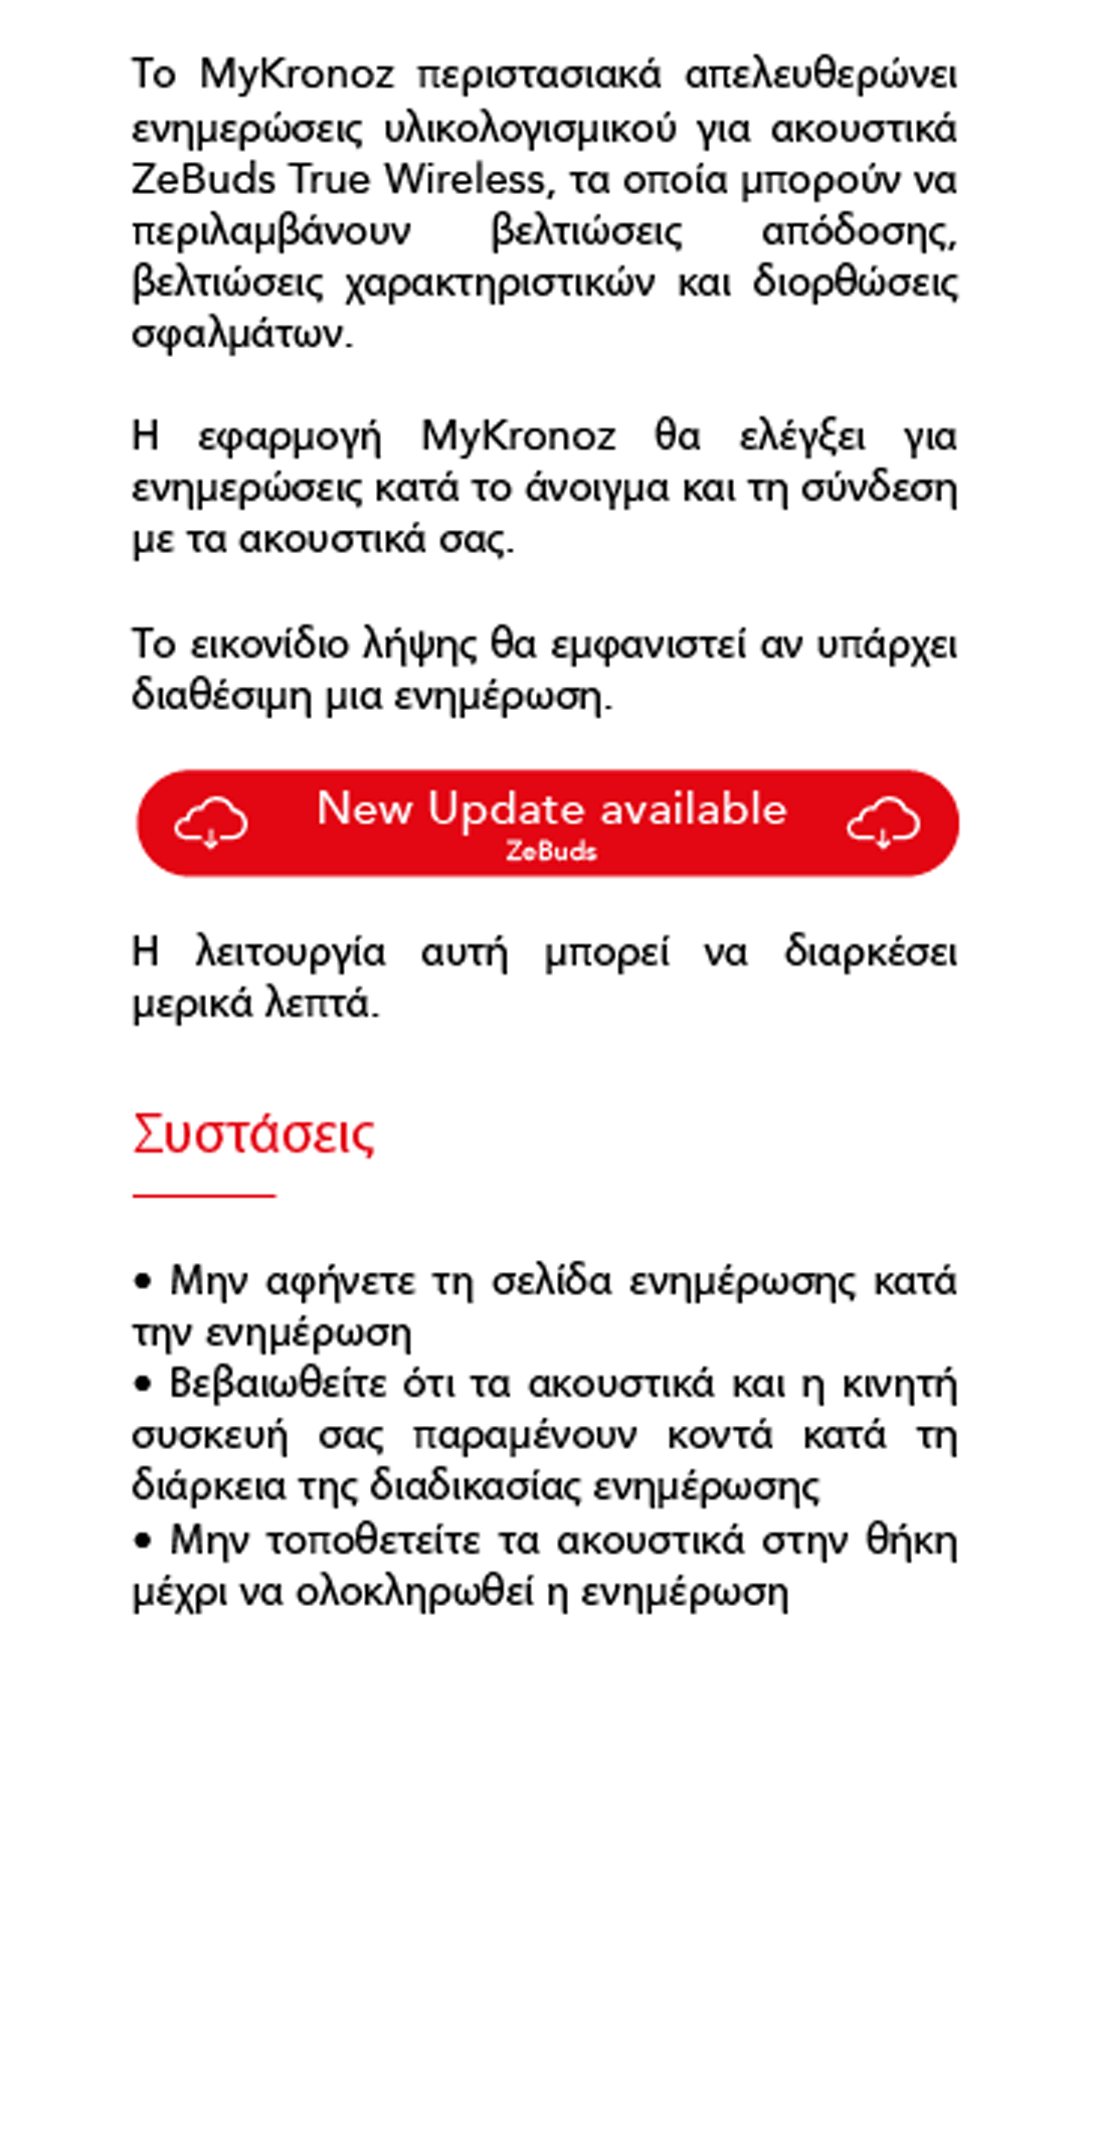 Το MyKronoz περιστασιακά απελευθερώνει
ενημερώσεις υλικολογισμικού για ακουστικά
ZeBuds True Wireless, τα οποία μπορούν να
περιλαμβάνουν βελτιώσεις απόδοσης,
βελτιώσεις χαρακτηριστικών και διορθώσεις
σφαλμάτων.
Η εφαρμογή MyKronoz θα ελέγξει για
ενημερώσεις κατά το άνοιγμα και τη σύνδεση
με τα ακουστικά σας.
Το εικονίδιο λήψης θα εμφανιστεί αν υπάρχει
διαθέσιμη μια ενημέρωση.
New Update available
ZeBuds
Η λειτουργία αυτή μπορεί να διαρκέσει
μερικά λεπτά.
Συστάσεις
• Μην αφήνετε τη σελίδα ενημέρωσης κατά
την ενημέρωση
• Βεβαιωθείτε ότι τα ακουστικά και η κινητή
συσκευή σας παραμένουν κοντά κατά τη
διάρκεια της διαδικασίας ενημέρωσης
• Μην τοποθετείτε τα ακουστικά στην θήκη
μέχρι να ολοκληρωθεί η ενημέρωση